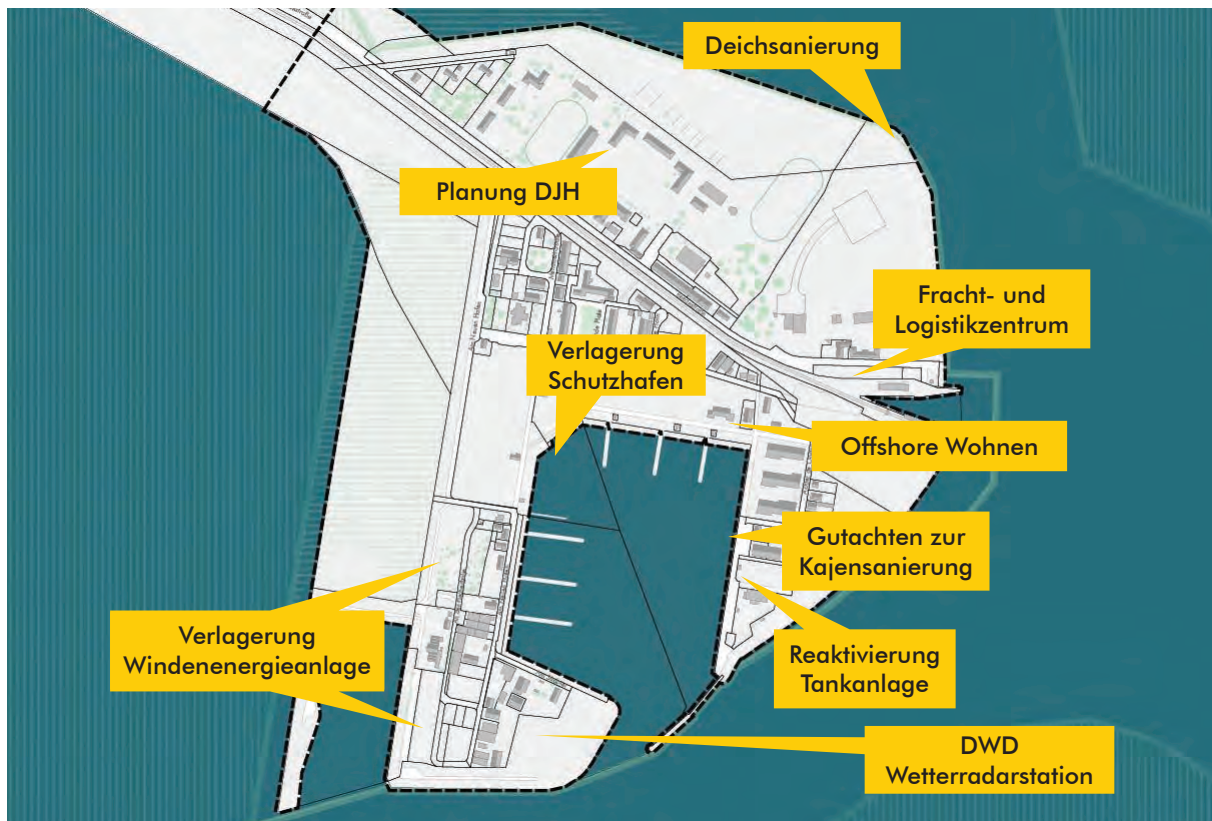 Deichsanierung
Planung DJH
Fracht- und
Logistikzentrum
Verlagerung
Schutzhafen
Offshore Wohnen
Gutachten zur
Kajensanierung
Verlagerung
Windenenergieanlage
Reaktivierung
Tankanlage
DWD
Wetterradarstation